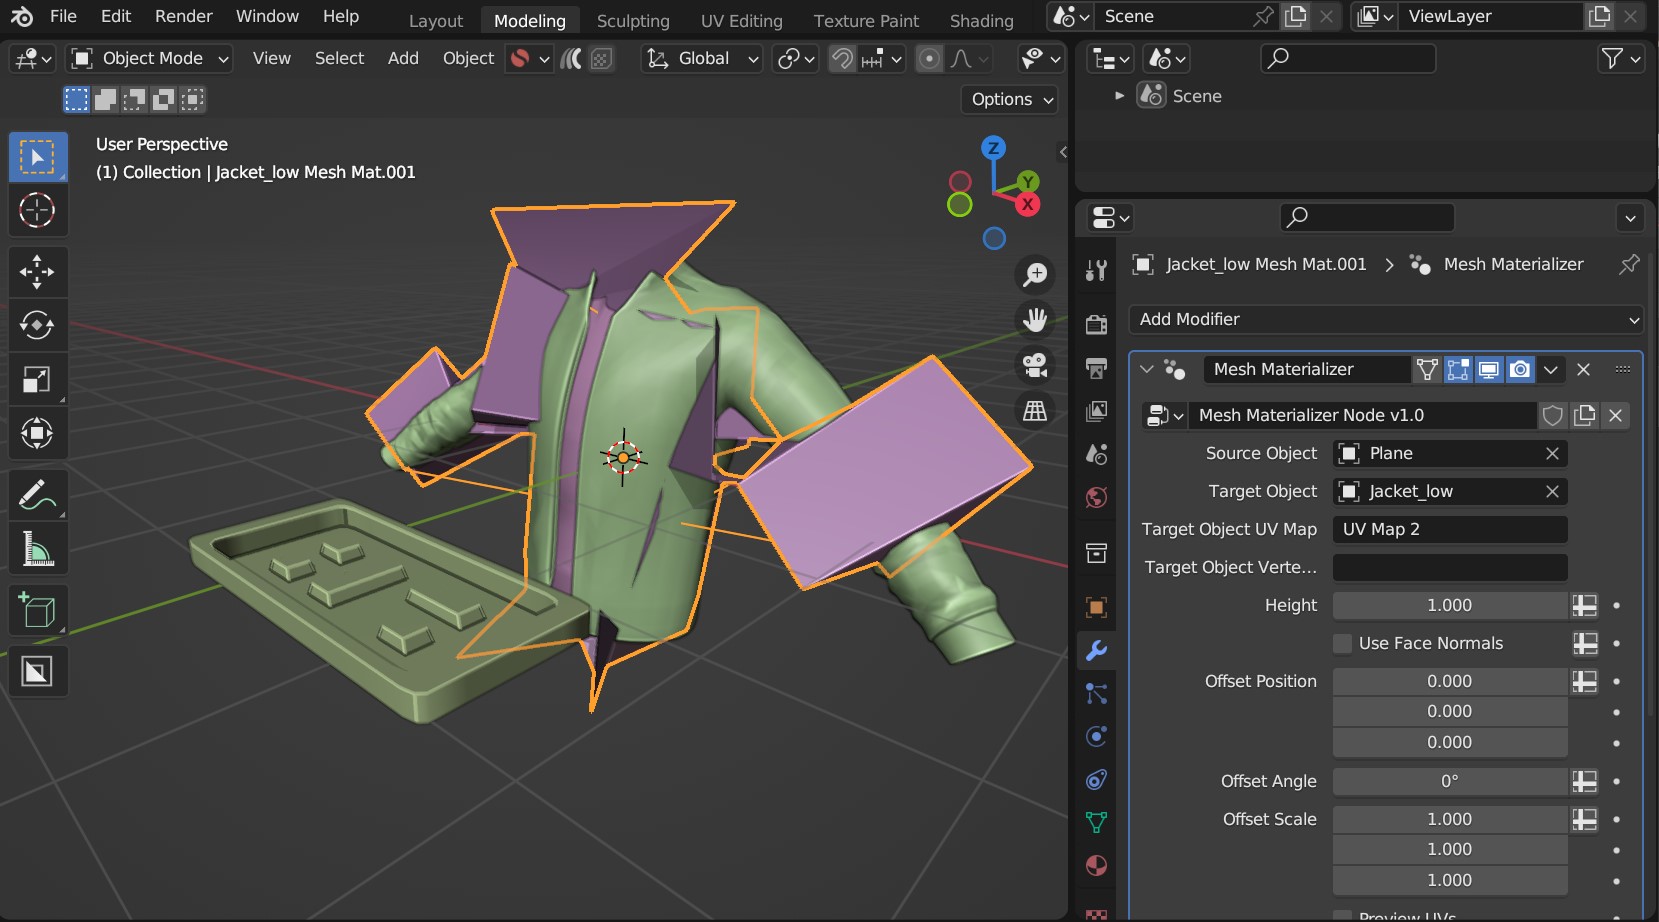 File Edit Render Window Help Layout Modeling Sculpting UV Editing Texture Paint Shading Scene ViewLayer
Object Mode View Select Add Object Global
Options
User Perspective
(1) Collection | Jacket_low Mesh Mat.001
Z
Y
X
Scene
Jacket_low Mesh Mat.001 > Mesh Materializer
Add Modifier
Mesh Materializer
Mesh Materializer Node v1.0
Source Object Plane
Target Object Jacket_low
Target Object UV Map UV Map 2
Target Object Verte...
Height 1.000
Use Face Normals
Offset Position 0.000
0.000
0.000
Offset Angle 0°
Offset Scale 1.000
1.000
1.000
Preview UVs